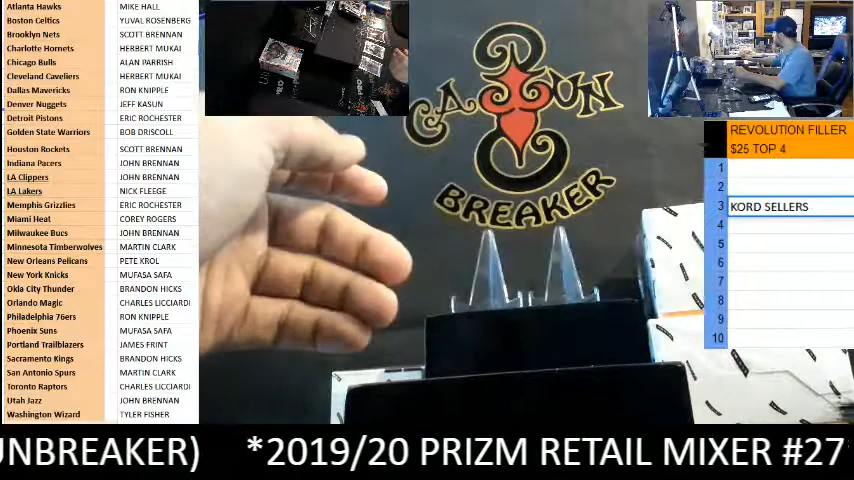 Atlanta Hawks MIKE HALL
Boston Celtics YUVAL ROSENBERG
Brooklyn Nets SCOTT BRENNAN
Charlotte Hornets HERBERT MUKAI
Chicago Bulls ALAN PARRISH
Cleveland Caveliers HERBERT MUKAI
Dallas Mavericks RON KNIPPLE
Denver Nuggets JEFF KASUN
Detroit Pistons ERIC ROCHESTER
Golden State Warriors BOB DRISCOLL
Houston Rockets SCOTT BRENNAN
Indiana Pacers JOHN BRENNAN
LA Clippers JOHN BRENNAN
LA Lakers NICK FLEEGE
Memphis Grizzlies ERIC ROCHESTER
Miami Heat COREY ROGERS
Milwaukee Bucs JOHN BRENNAN
Minnesota Timberwolves MARTIN CLARK
New Orleans Pelicans PETE KROL
New York Knicks MUFASA SAFA
Okla City Thunder BRANDON HICKS
Orlando Magic CHARLES LICCIARDI
Philadelphia 76ers RON KNIPPLE
Phoenix Suns MUFASA SAFA
Portland Trailblazers JAMES FRINT
Sacramento Kings BRANDON HICKS
San Antonio Spurs MARTIN CLARK
Toronto Raptors CHARLES LICCIARDI
Utah Jazz JOHN BRENNAN
Washington Wizard TYLER FISHER
CAJUN
BREAKER
REVOLUTION FILLER
$25 TOP 4
1
2
3 KORD SELLERS
4
5
6
7
8
9
10
UNBREAKER) *2019/20 PRIZM RETAIL MIXER #27